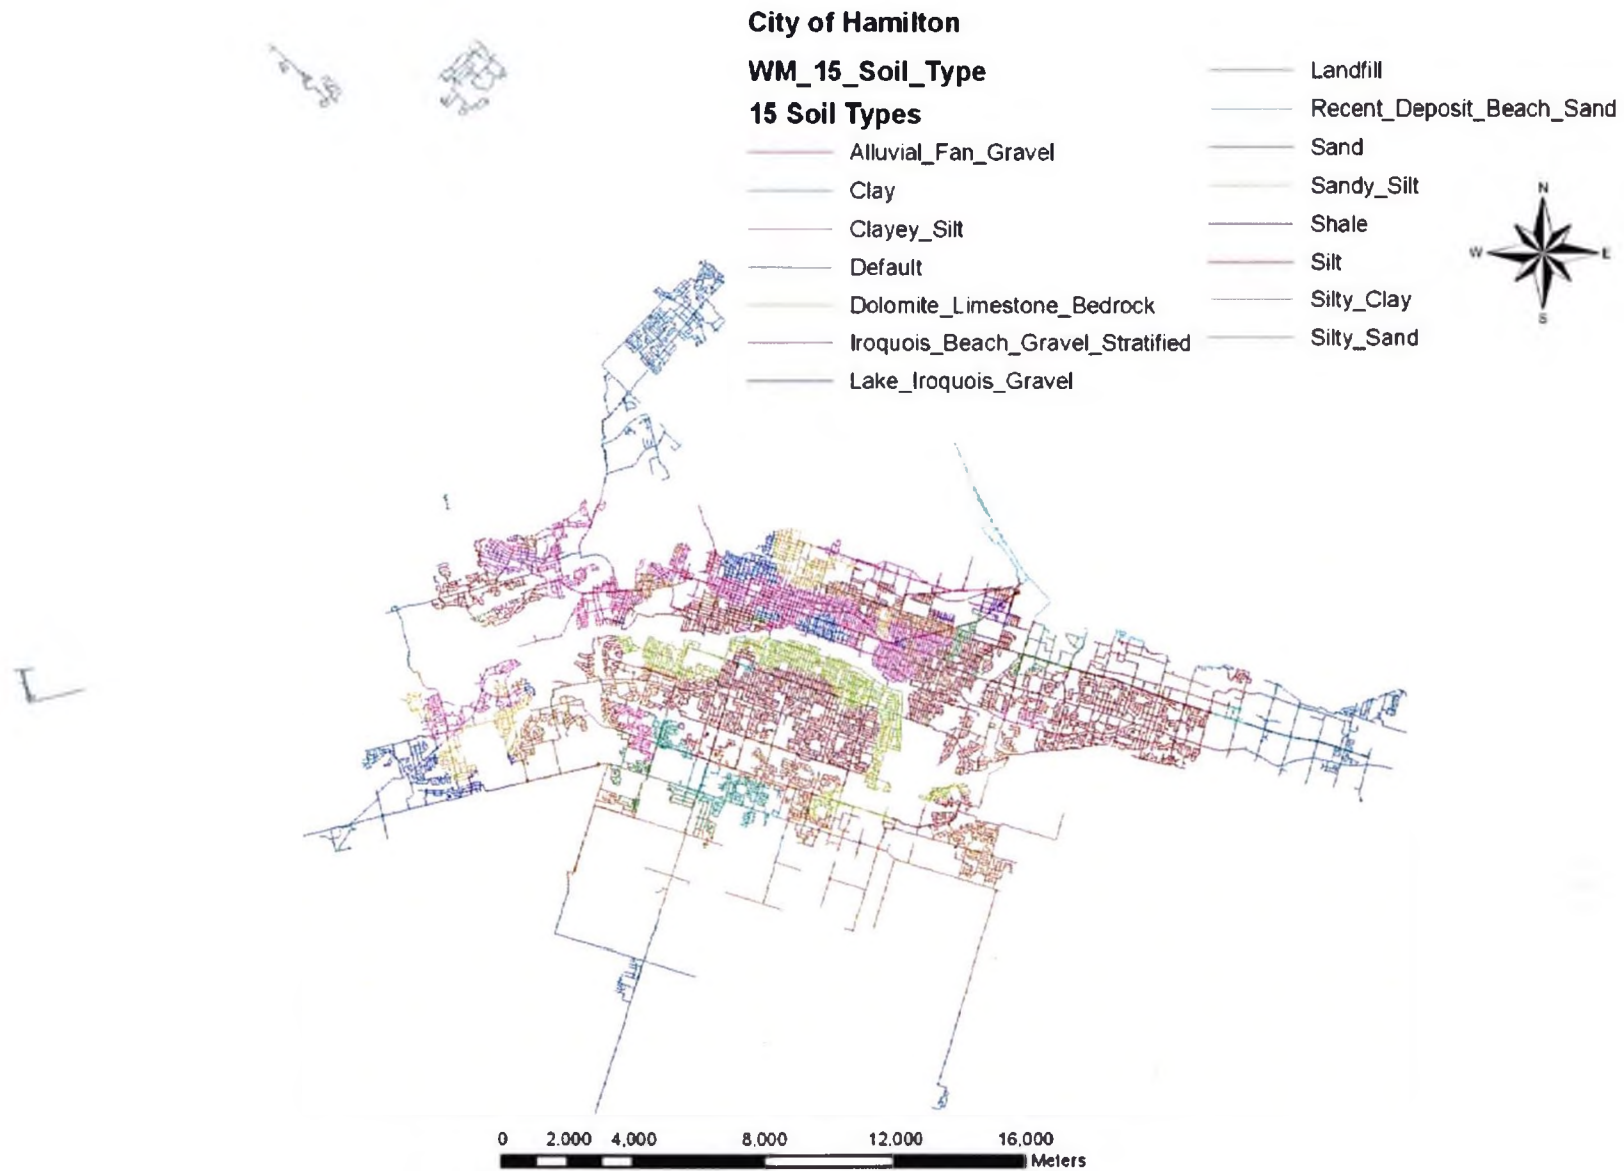 City of Hamilton
WM_15_Soil_Type
15 Soil Types
Alluvial_Fan_Gravel
Clay
Clayey_Silt
Default
Dolomite_Limestone_Bedrock
Iroquois_Beach_Gravel_Stratified
Lake_Iroquois_Gravel
Landfill
Recent_Deposit_Beach_Sand
Sand
Sandy_Silt
Shale
Silt
Silty_Clay
Silty_Sand
N
W E
S
0 2.000 4,000 8,000 12,000 16,000
Meters